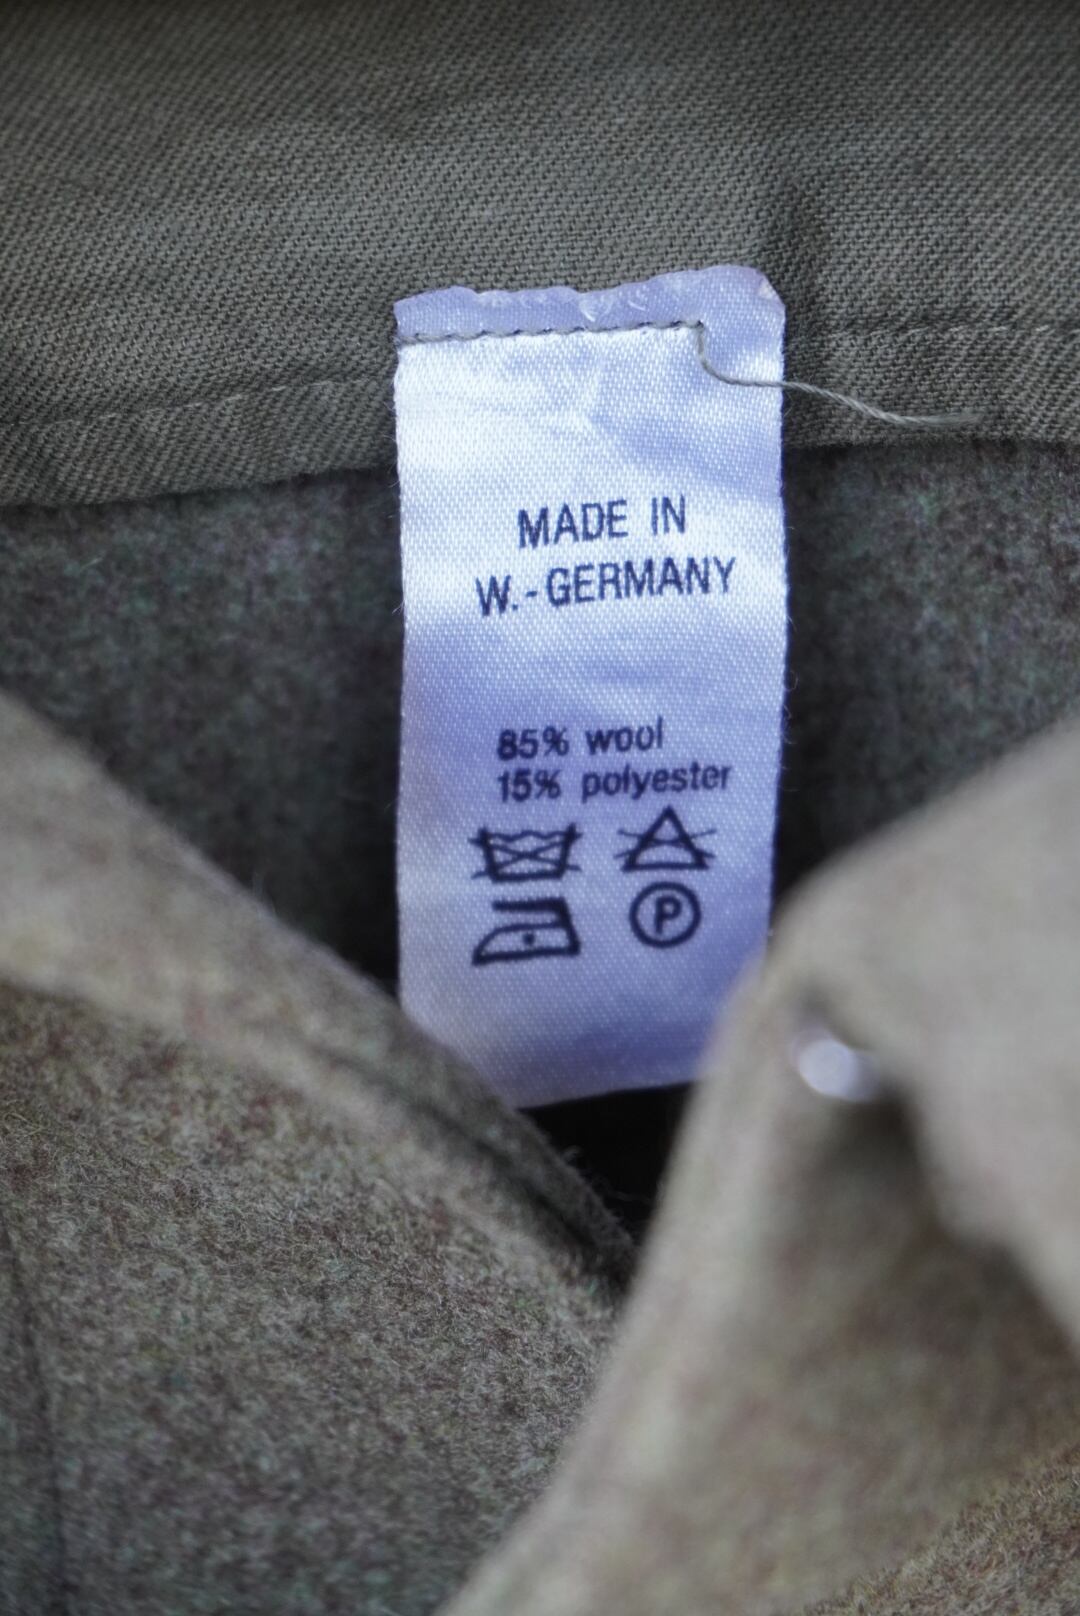 MADE IN
W.-GERMANY
85% wool
15% polyester
P